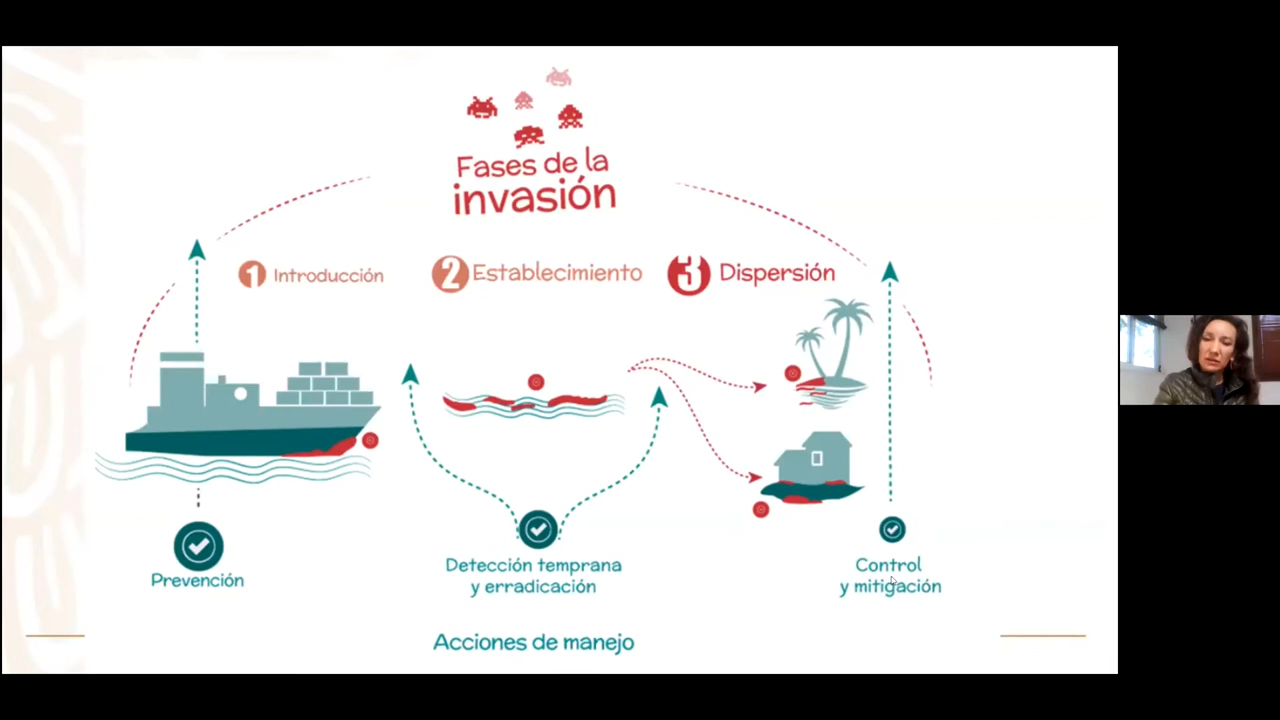 Fases de la
invasión
1 Introducción
2 Establecimiento
3 Dispersión
Prevención
Detección temprana
y erradicación
Control
y mitigación
Acciones de manejo